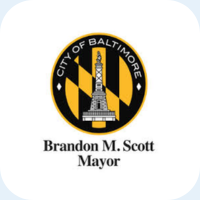 CITY OF BALTIMORE
Brandon M. Scott
Mayor